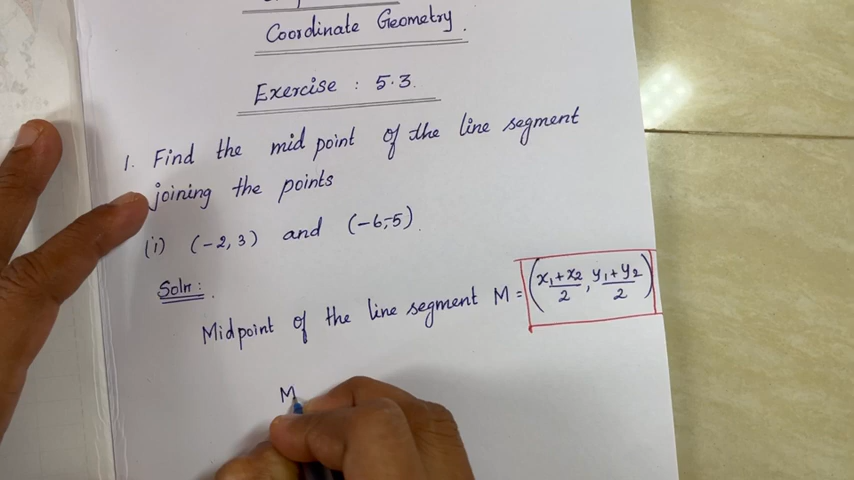 Coordinate Geometry.
Exercise : 5.3.
1. Find the mid point of the line segment
joining the points
(i) (-2, 3) and (-6,-5).
Soln:.
Midpoint of the line segment M = (x₁+x₂/2, y₁+y₂/2)
M